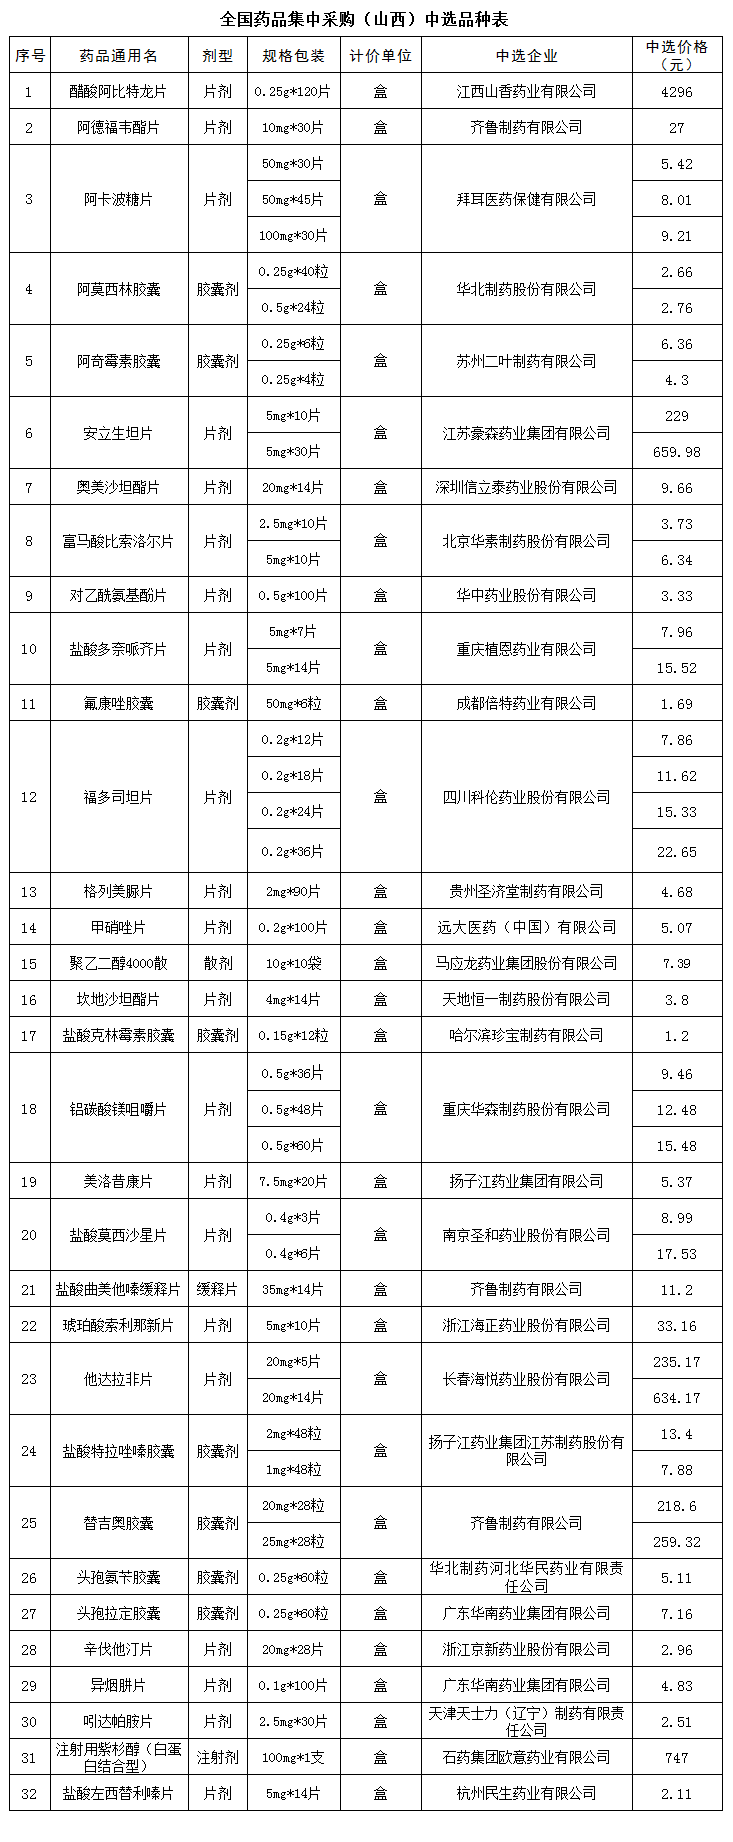 全国药品集中采购（山西）中选品种表
序号 药品通用名 剂型 规格包装 计价单位 中选企业 中选价格（元）
1 醋酸阿比特龙片 片剂 0.25g*120片 盒 江西山香药业有限公司 4296
2 阿德福韦酯片 片剂 10mg*30片 盒 齐鲁制药有限公司 27
3 阿卡波糖片 片剂 50mg*30片 盒 拜耳医药保健有限公司 5.42
50mg*45片 8.01
100mg*30片 9.21
4 阿莫西林胶囊 胶囊剂 0.25g*40粒 盒 华北制药股份有限公司 2.66
0.5g*24粒 2.76
5 阿奇霉素胶囊 胶囊剂 0.25g*6粒 盒 苏州二叶制药有限公司 6.36
0.25g*4粒 4.3
6 安立生坦片 片剂 5mg*10片 盒 江苏豪森药业集团有限公司 229
5mg*30片 659.98
7 奥美沙坦酯片 片剂 20mg*14片 盒 深圳信立泰药业股份有限公司 9.66
8 富马酸比索洛尔片 片剂 2.5mg*10片 盒 北京华素制药股份有限公司 3.73
5mg*10片 6.34
9 对乙酰氨基酚片 片剂 0.5g*100片 盒 华中药业股份有限公司 3.33
10 盐酸多奈哌齐片 片剂 5mg*7片 盒 重庆植恩药业有限公司 7.96
5mg*14片 15.52
11 氟康唑胶囊 胶囊剂 50mg*6粒 盒 成都倍特药业有限公司 1.69
12 福多司坦片 片剂 0.2g*12片 盒 四川科伦药业股份有限公司 7.86
0.2g*18片 11.62
0.2g*24片 15.33
0.2g*36片 22.65
13 格列美脲片 片剂 2mg*90片 盒 贵州圣济堂制药有限公司 4.68
14 甲硝唑片 片剂 0.2g*100片 盒 远大医药（中国）有限公司 5.07
15 聚乙二醇4000散 散剂 10g*10袋 盒 马应龙药业集团股份有限公司 7.39
16 坎地沙坦酯片 片剂 4mg*14片 盒 天地恒一制药股份有限公司 3.8
17 盐酸克林霉素胶囊 胶囊剂 0.15g*12粒 盒 哈尔滨珍宝制药有限公司 1.2
18 铝碳酸镁咀嚼片 片剂 0.5g*36片 盒 重庆华森制药股份有限公司 9.46
0.5g*48片 12.48
0.5g*60片 15.48
19 美洛昔康片 片剂 7.5mg*20片 盒 扬子江药业集团有限公司 5.37
20 盐酸莫西沙星片 片剂 0.4g*3片 盒 南京圣和药业股份有限公司 8.99
0.4g*6片 17.53
21 盐酸曲美他嗪缓释片 缓释片 35mg*14片 盒 齐鲁制药有限公司 11.2
22 琥珀酸索利那新片 片剂 5mg*10片 盒 浙江海正药业股份有限公司 33.16
23 他达拉非片 片剂 20mg*5片 盒 长春海悦药业股份有限公司 235.17
20mg*14片 634.17
24 盐酸特拉唑嗪胶囊 胶囊剂 2mg*48粒 盒 扬子江药业集团江苏制药股份有限公司 13.4
1mg*48粒 7.88
25 替吉奥胶囊 胶囊剂 20mg*28粒 盒 齐鲁制药有限公司 218.6
25mg*28粒 259.32
26 头孢氨苄胶囊 胶囊剂 0.25g*60粒 盒 华北制药河北华民药业有限责任公司 5.11
27 头孢拉定胶囊 胶囊剂 0.25g*60粒 盒 广东华南药业集团有限公司 7.16
28 辛伐他汀片 片剂 20mg*28片 盒 浙江京新药业股份有限公司 2.96
29 异烟肼片 片剂 0.1g*100片 盒 广东华南药业集团有限公司 4.83
30 吲达帕胺片 片剂 2.5mg*30片 盒 天津天士力（辽宁）制药有限责任公司 2.51
31 注射用紫杉醇（白蛋白结合型） 注射剂 100mg*1支 盒 石药集团欧意药业有限公司 747
32 盐酸左西替利嗪片 片剂 5mg*14片 盒 杭州民生药业有限公司 2.11